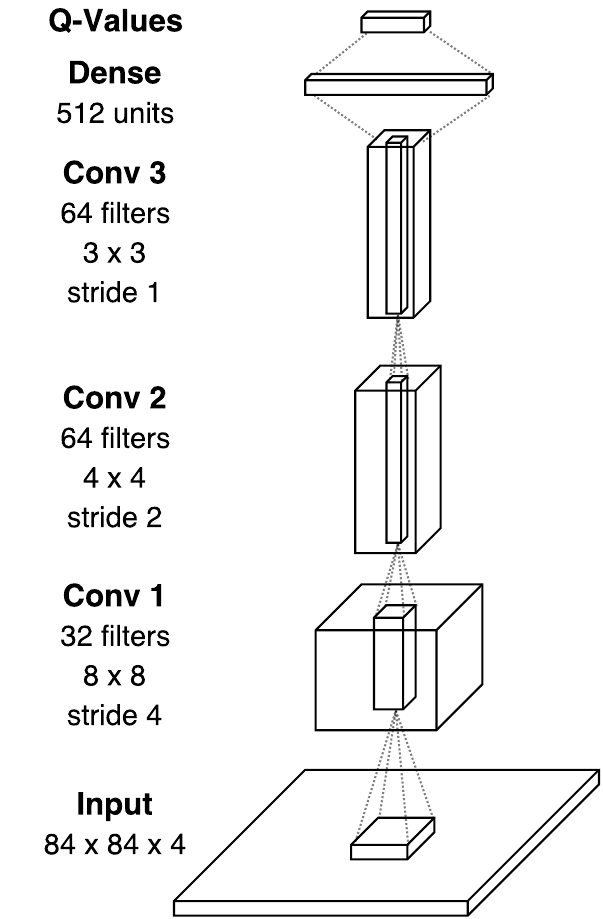 Q-Values
Dense
512 units
Conv 3
64 filters
3 x 3
stride 1
Conv 2
64 filters
4 x 4
stride 2
Conv 1
32 filters
8 x 8
stride 4
Input
84 x 84 x 4